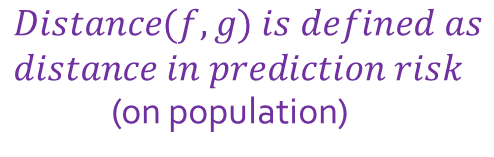 Distance(f, g) is defined as
distance in prediction risk
(on population)